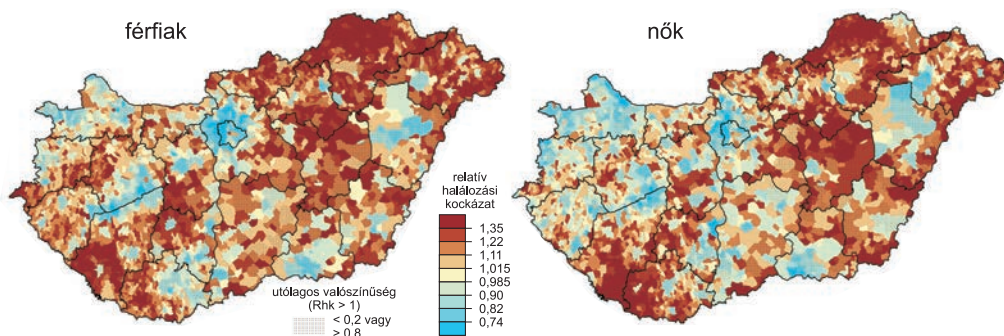 férfiak
nők
relatív
halálozási
kockázat
1,35
1,22
1,11
1,015
0,985
0,90
0,82
0,74
utólagos valószínűség
(Rhk > 1)
< 0,2 vagy
> 0,8